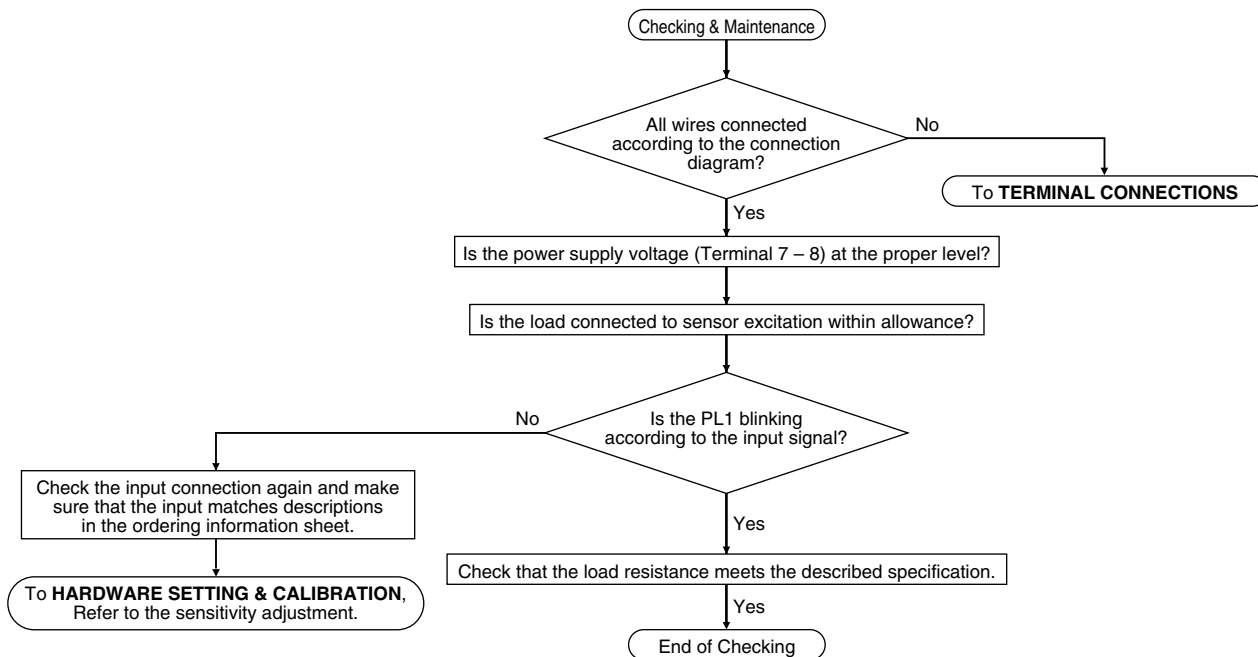 Checking & Maintenance
All wires connected
according to the connection
diagram?
No
To TERMINAL CONNECTIONS
Yes
Is the power supply voltage (Terminal 7 – 8) at the proper level?
Is the load connected to sensor excitation within allowance?
No
Is the PL1 blinking
according to the input signal?
Check the input connection again and make
sure that the input matches descriptions
in the ordering information sheet.
Yes
Check that the load resistance meets the described specification.
To HARDWARE SETTING & CALIBRATION,
Refer to the sensitivity adjustment.
Yes
End of Checking